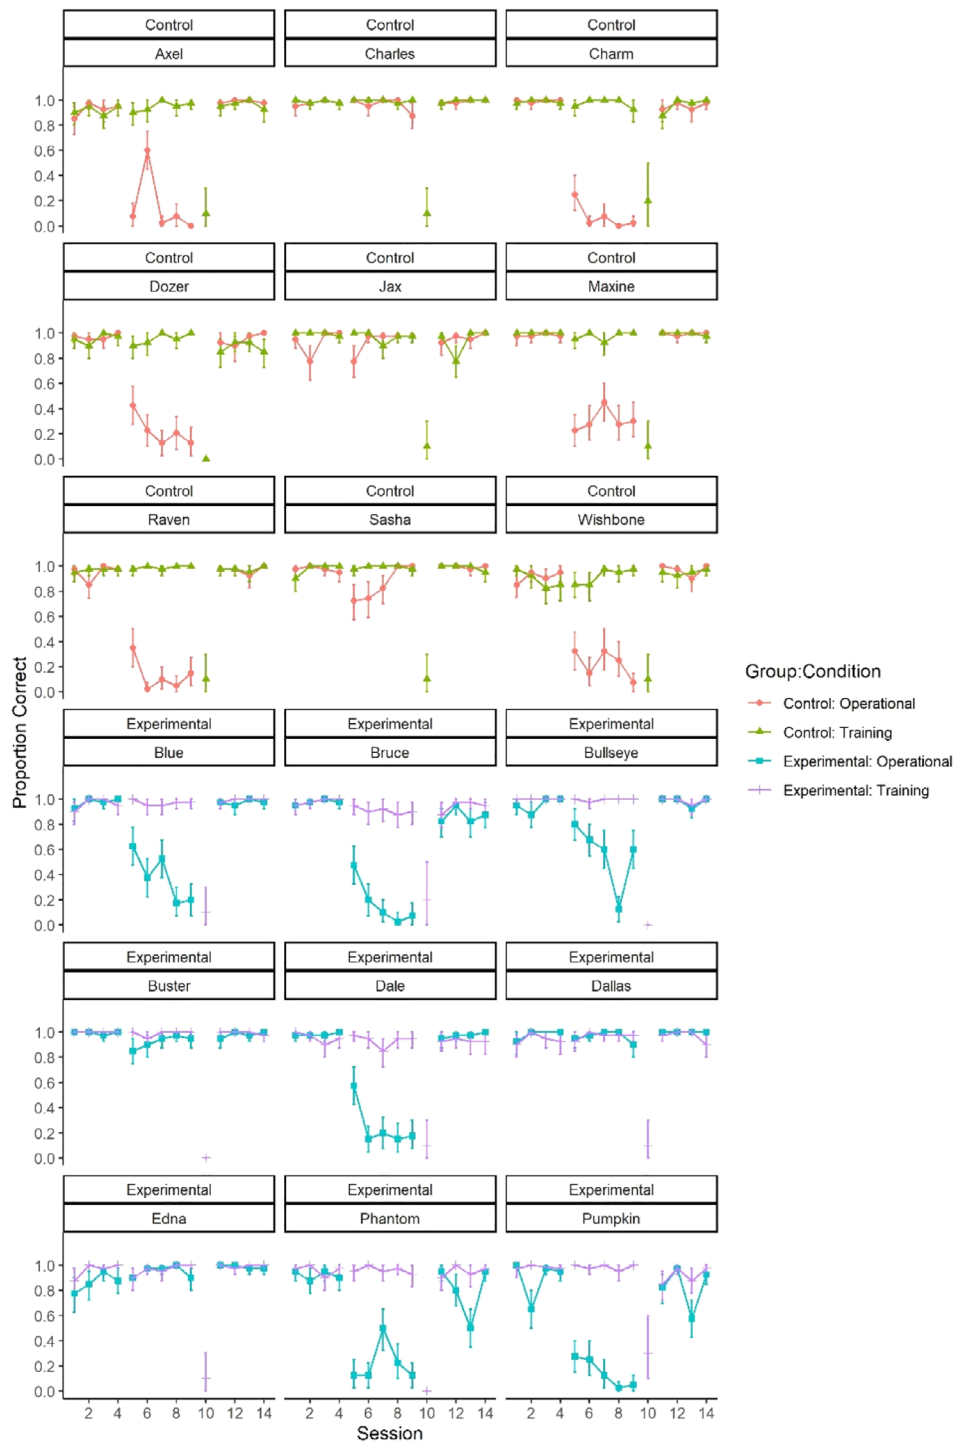 Control Control Control
Axel Charles Charm
1.0
0.8
0.6
0.4
0.2
0.0
Control Control Control
Dozer Jax Maxine
1.0
0.8
0.6
0.4
0.2
0.0
Control Control Control
Raven Sasha Wishbone
1.0
0.8
0.6
0.4
0.2
0.0
Proportion Correct
Group:Condition
Control: Operational
Control: Training
Experimental: Operational
Experimental: Training
Experimental Experimental Experimental
Blue Bruce Bullseye
1.0
0.8
0.6
0.4
0.2
0.0
Experimental Experimental Experimental
Buster Dale Dallas
1.0
0.8
0.6
0.4
0.2
0.0
Experimental Experimental Experimental
Edna Phantom Pumpkin
1.0
0.8
0.6
0.4
0.2
0.0
2 4 6 8 10 12 14 2 4 6 8 10 12 14 2 4 6 8 10 12 14
Session